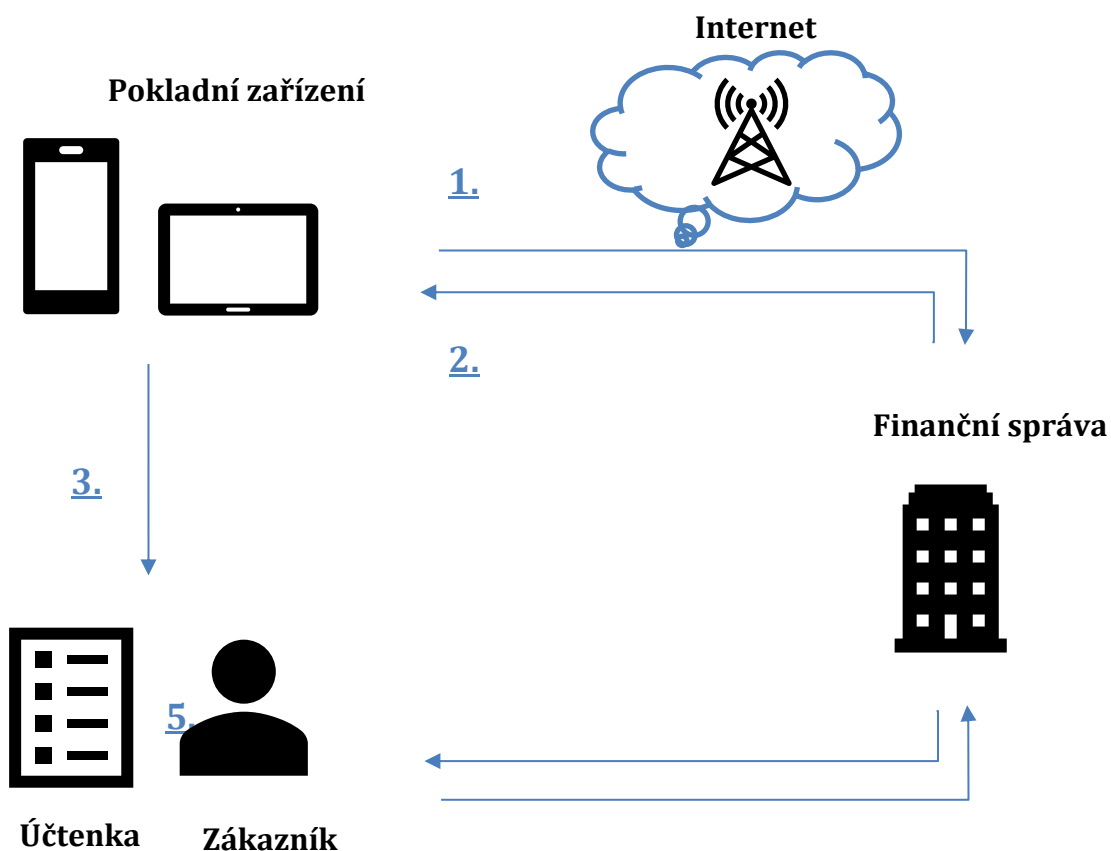 Internet
Pokladní zařízení
1.
2.
Finanční správa
3.
5.
Účtenka
Zákazník